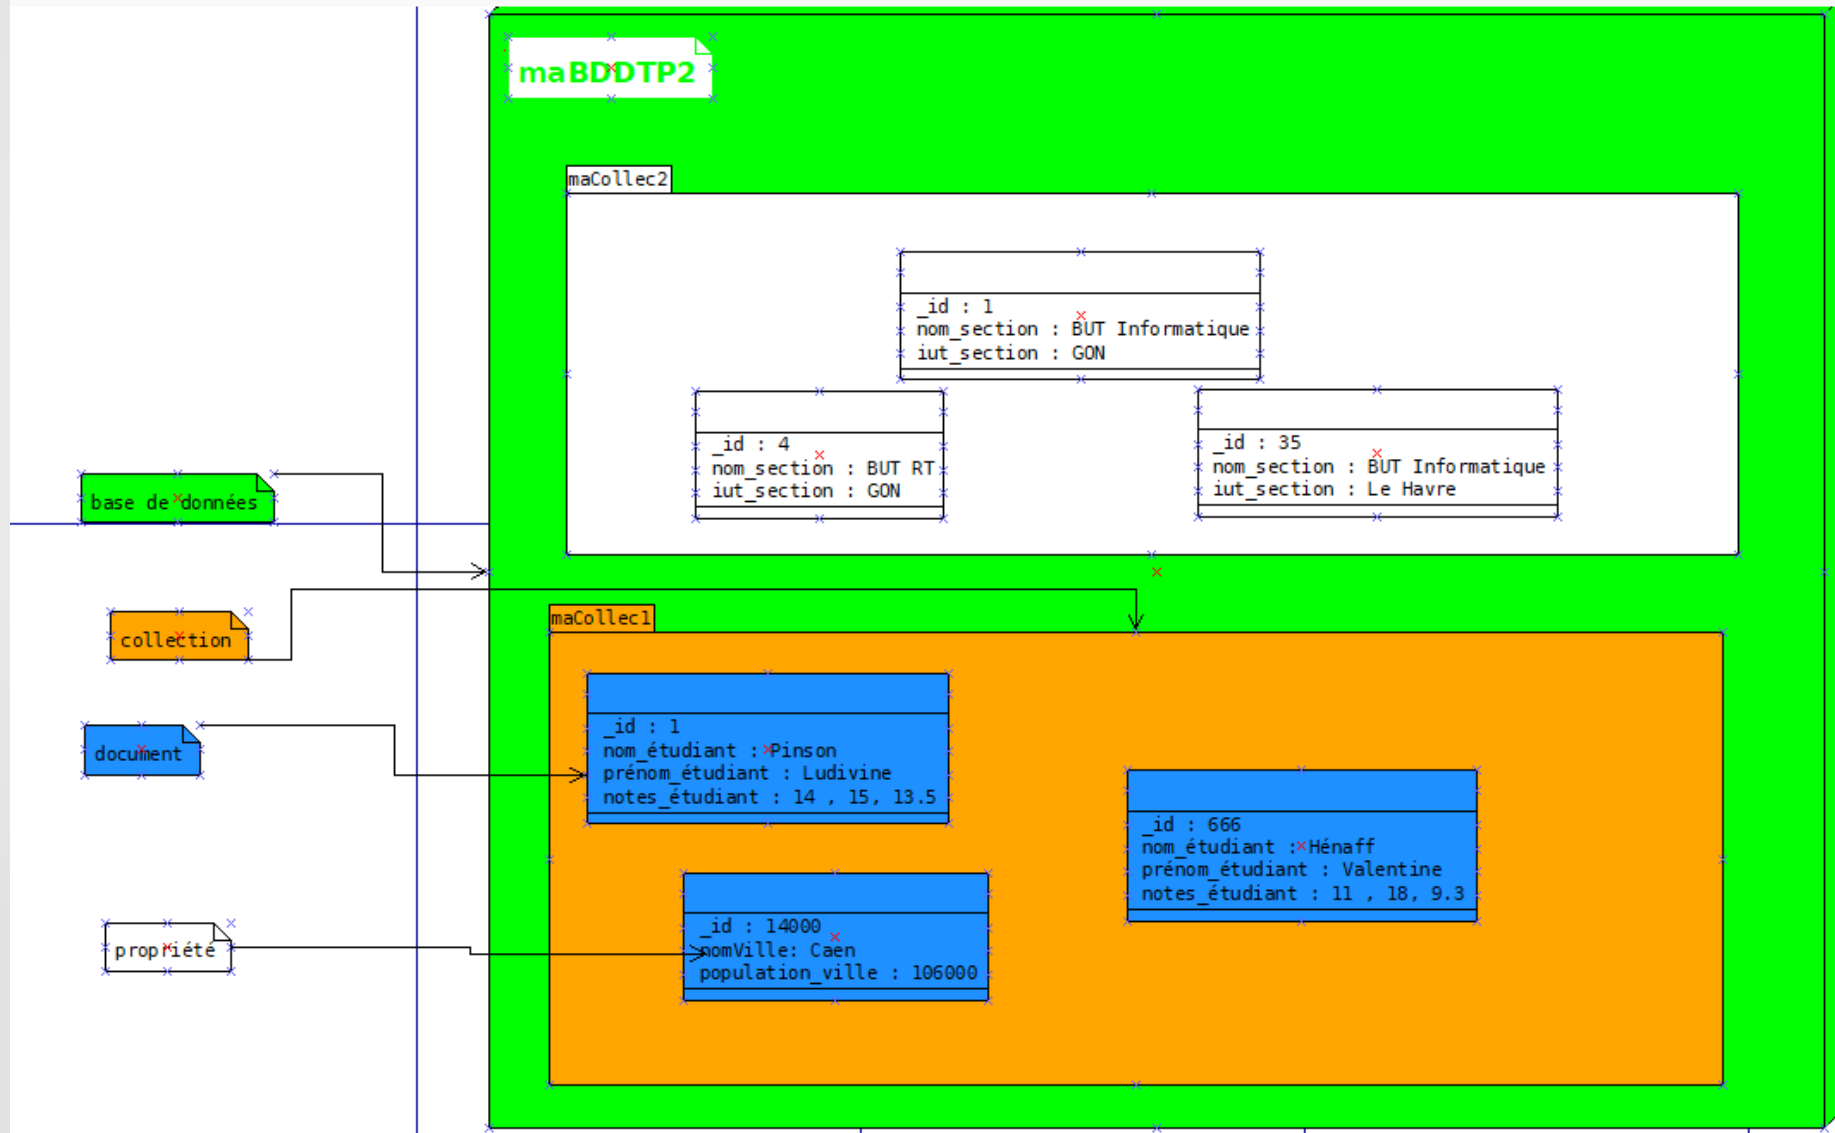 maBDDTP2
maCollec2
_id : 1
nom_section : BUT Informatique
iut_section : GON
_id : 4
nom_section : BUT RT
iut_section : GON
_id : 35
nom_section : BUT Informatique
iut_section : Le Havre
base de données
collection
document
propriété
maCollec1
_id : 1
nom_étudiant : Pinson
prénom_étudiant : Ludivine
notes_étudiant : 14 , 15, 13.5
_id : 666
nom_étudiant : Hénaff
prénom_étudiant : Valentine
notes_étudiant : 11 , 18, 9.3
_id : 14000
nomVille: Caen
population_ville : 106000